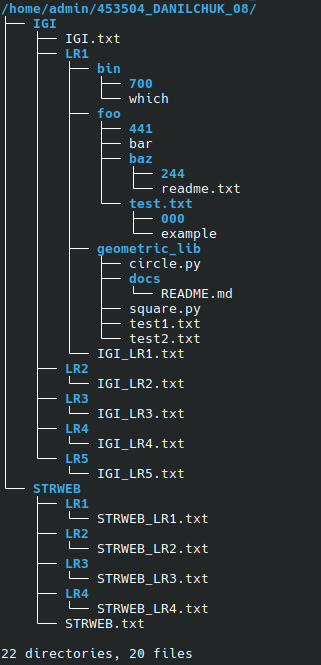 /home/admin/453504_DANILCHUK_08/
├── IGI
│   ├── IGI.txt
│   ├── LR1
│   │   ├── bin
│   │   │   ├── 700
│   │   │   └── which
│   │   ├── foo
│   │   │   ├── 441
│   │   │   ├── bar
│   │   │   ├── baz
│   │   │   │   ├── 244
│   │   │   │   └── readme.txt
│   │   │   └── test.txt
│   │   │       ├── 000
│   │   │       └── example
│   │   ├── geometric_lib
│   │   │   ├── circle.py
│   │   │   ├── docs
│   │   │   │   └── README.md
│   │   │   ├── square.py
│   │   │   ├── test1.txt
│   │   │   └── test2.txt
│   │   └── IGI_LR1.txt
│   ├── LR2
│   │   └── IGI_LR2.txt
│   ├── LR3
│   │   └── IGI_LR3.txt
│   ├── LR4
│   │   └── IGI_LR4.txt
│   └── LR5
│       └── IGI_LR5.txt
└── STRWEB
    ├── LR1
    │   └── STRWEB_LR1.txt
    ├── LR2
    │   └── STRWEB_LR2.txt
    ├── LR3
    │   └── STRWEB_LR3.txt
    ├── LR4
    │   └── STRWEB_LR4.txt
    └── STRWEB.txt

22 directories, 20 files